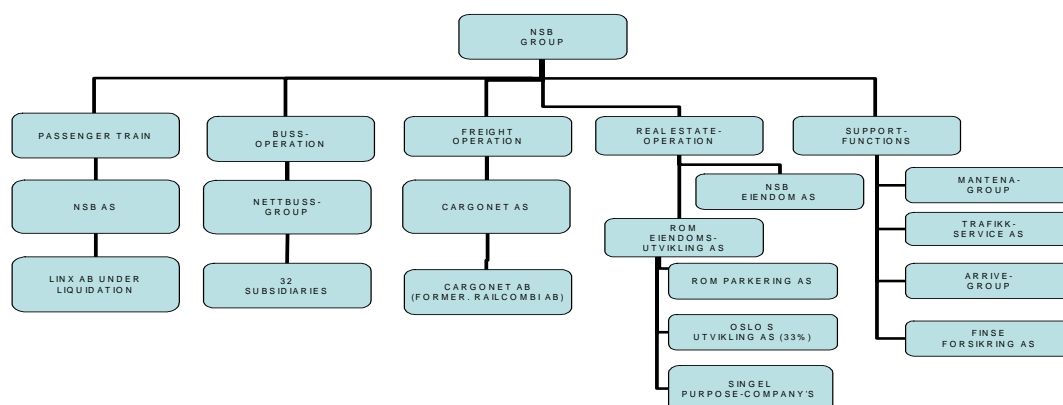 NSB
GROUP
PASSENGER TRAIN
BUSS-
OPERATION
FREIGHT
OPERATION
REAL ESTATE-
OPERATION
SUPPORT-
FUNCTIONS
NSB AS
NETTBUSS-
GROUP
CARGONET AS
NSB
EIENDOM AS
MANTENA-
GROUP
TRAFIKK-
SERVICE AS
ROM
EIENDOMS-
UTVIKLING AS
LINX AB UNDER
LIQUIDATION
32
SUBSIDIARIES
CARGONET AB
(FORMER. RAILCOMBI AB)
ROM PARKERING AS
ARRIVE-
GROUP
OSLO S
UTVIKLING AS (33%)
FINSE
FORSIKRING AS
SINGEL
PURPOSE-COMPANY'S